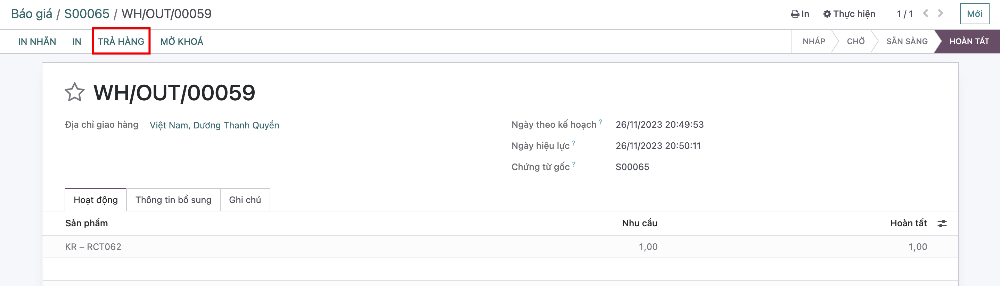 Báo giá / S00065 / WH/OUT/00059
In Thực hiện 1 / 1 Mới
IN NHÃN IN TRẢ HÀNG MỞ KHOÁ
NHÁP CHỜ SẴN SÀNG HOÀN TẤT
WH/OUT/00059
Địa chỉ giao hàng Việt Nam, Dương Thanh Quyền
Ngày theo kế hoạch ? 26/11/2023 20:49:53
Ngày hiệu lực ? 26/11/2023 20:50:11
Chứng từ gốc ? S00065
Hoạt động Thông tin bổ sung Ghi chú
Sản phẩm Nhu cầu Hoàn tất
KR – RCT062 1,00 1,00